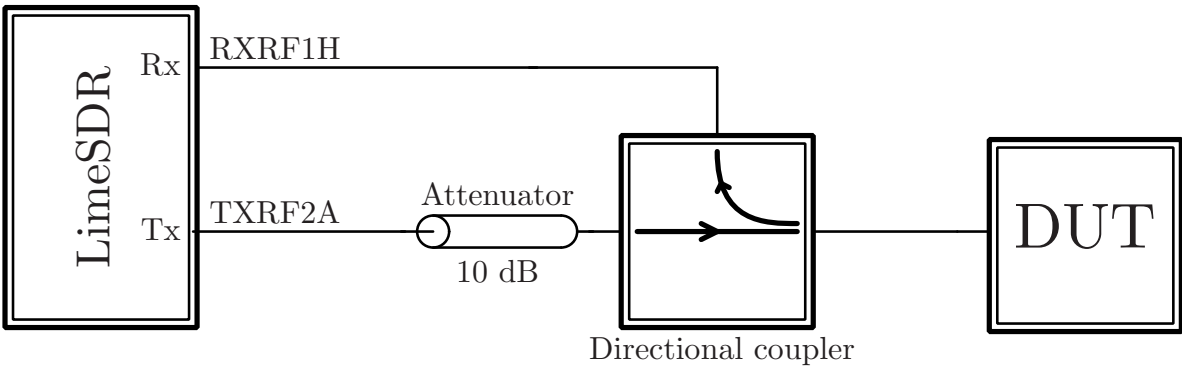 RXRF1H
Rx
LimeSDR
Attenuator
TXRF2A
Tx
10 dB
DUT
Directional coupler